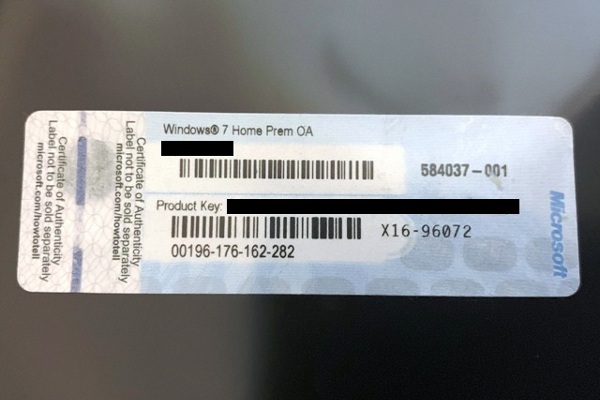 Certificate of Authenticity
Label not to be sold separately
microsoft.com/howtotell
Certificate of Authenticity
Label not to be sold separately
microsoft.com/howtotell
Windows® 7 Home Prem OA
584037-001
Product Key:
X16-96072
00196-176-162-282
Microsoft